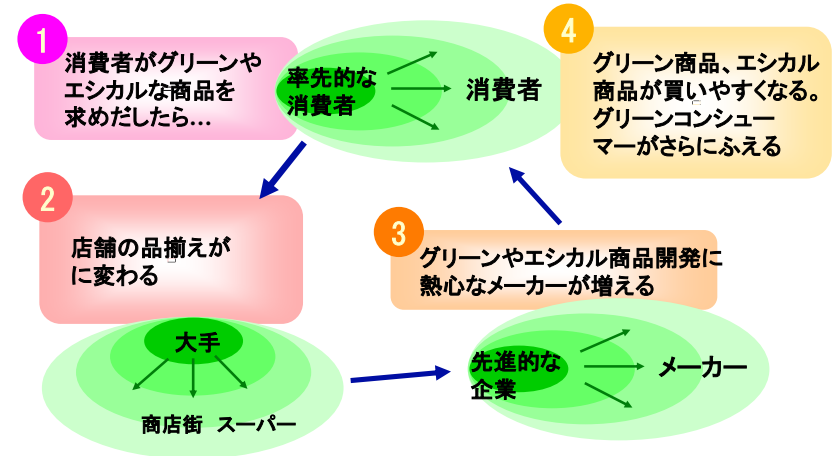 1
消費者がグリーンや
エシカルな商品を
求めだしたら...
率先的な
消費者
消費者
4
グリーン商品、エシカル
商品が買いやすくなる。
グリーンコンシュー
マーがさらにふえる
2
店舗の品揃えが
に変わる
大手
商店街 スーパー
3
グリーンやエシカル商品開発に
熱心なメーカーが増える
先進的な
企業
メーカー